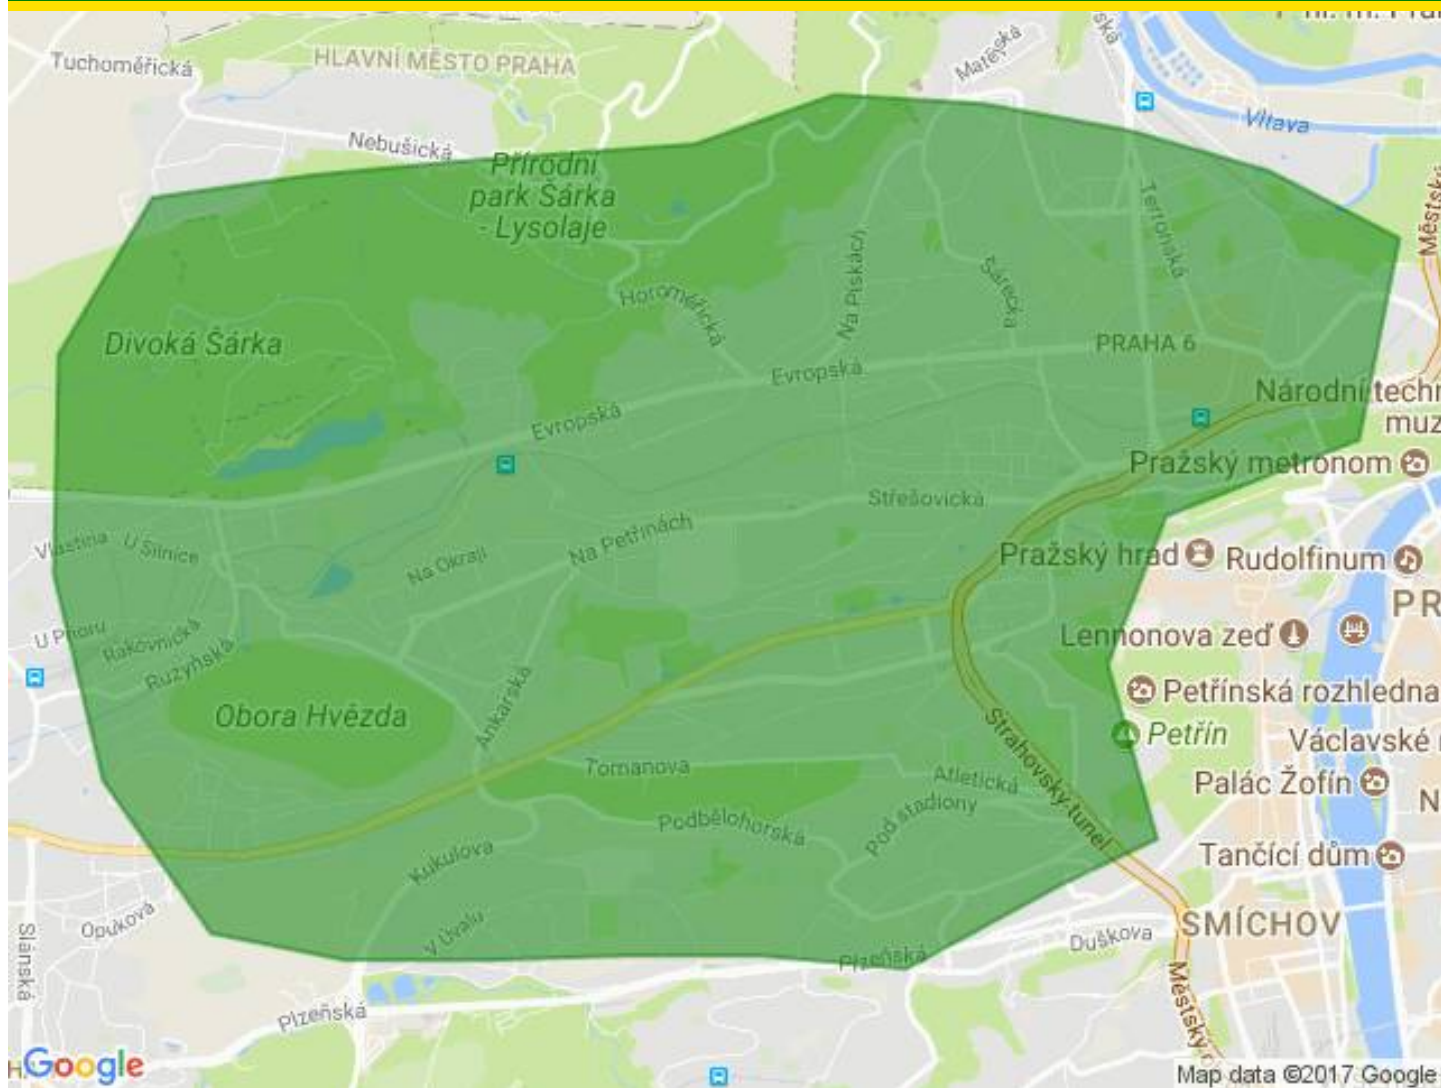 Tuchoměřická
HLAVNÍ MĚSTO PRAHA
Matejská
Vltava
Nebušická
Přírodní
park Šárka
- Lysolaje
Terronská
Na Pískách
Šárecká
Horoměřická
Divoká Šárka
PRAHA 6
Evropská
Národní techn
muz
Evropská
Pražský metronom
Střešovická
Na Petřinách
Vlastina
U Silnice
Na Okraji
Pražský hrad
Rudolfinum
PR
U Prioru
Rakovnická
Lennonova zeď
Ruzyňská
Petřínská rozhledna
Obora Hvězda
Ankarská
Petřín
Václavské
Strahovský tunel
Tomanova
Atletická
Palác Žofín
N
Pod stadiony
Podbělohorská
Kukulova
Tančící dům
Opuková
V Úvalu
SMÍCHOV
Duškova
Plzeňská
Slánská
Městský
Plzeňská
Google
Map data ©2017 Google